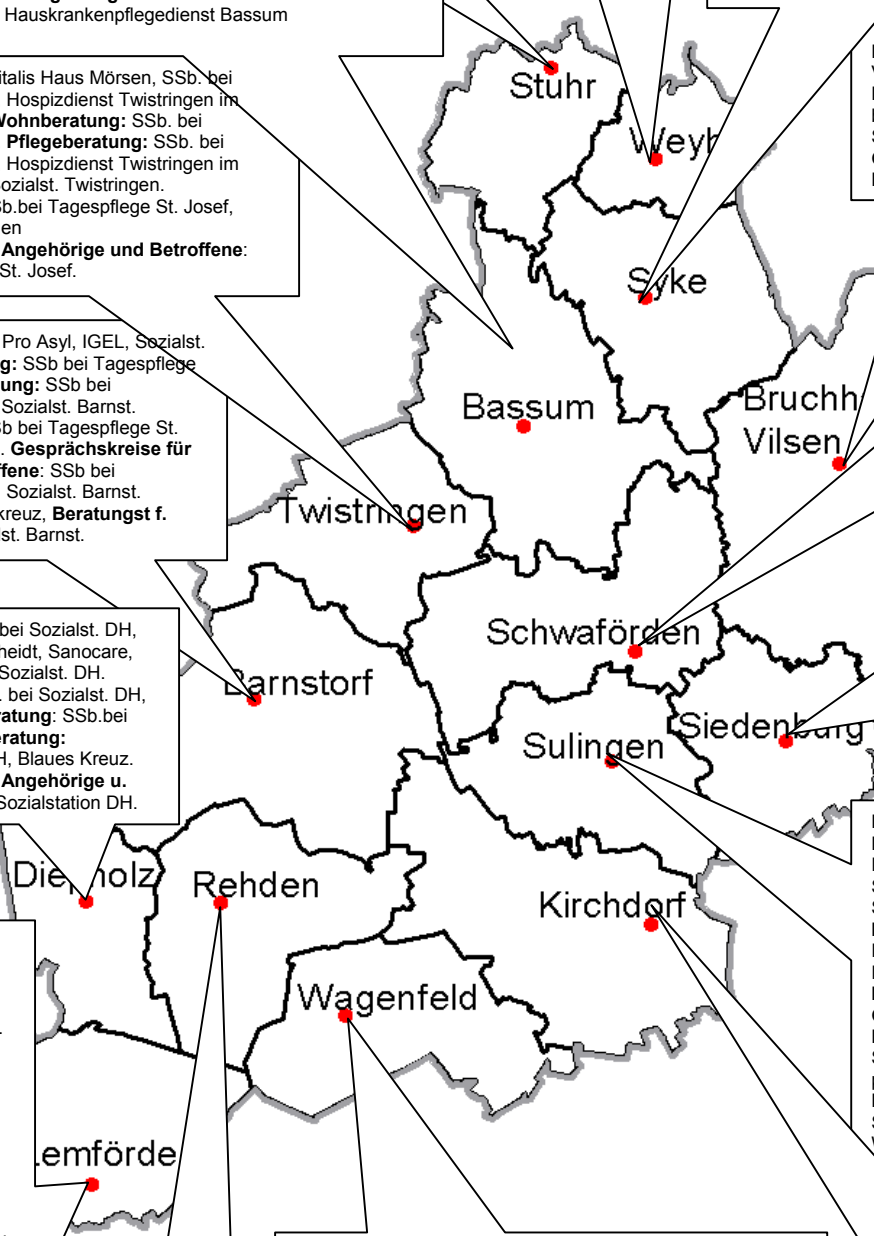 Hauskrankenpflegedienst Bassum
italis Haus Mörsen, SSb. bei
Hospizdienst Twistringen im
Wohnberatung: SSb. bei
Pflegeberatung: SSb. bei
Hospizdienst Twistringen im
Sozialst. Twistringen.
Sb.bei Tagespflege St. Josef,
en
Angehörige und Betroffene:
St. Josef.
Pro Asyl, IGEL, Sozialst.
g: SSb bei Tagespflege
ung: SSb bei
Sozialst. Barnst.
b bei Tagespflege St.
. Gesprächskreise für
ffene: SSb bei
Sozialst. Barnst.
kreuz, Beratungst f.
lst. Barnst.
bei Sozialst. DH,
heidt, Sanocare,
Sozialst. DH.
. bei Sozialst. DH,
ratung: SSb.bei
eratung:
H, Blaues Kreuz.
Angehörige u.
Sozialstation DH.
Stuhr
Weyh
Syke
Bassum
Bruchh
Vilsen
Twistringen
Schwaförden
Barnstorf
Siedenburg
Sulingen
Diepholz
Rehden
Kirchdorf
Wagenfeld
Lemförde